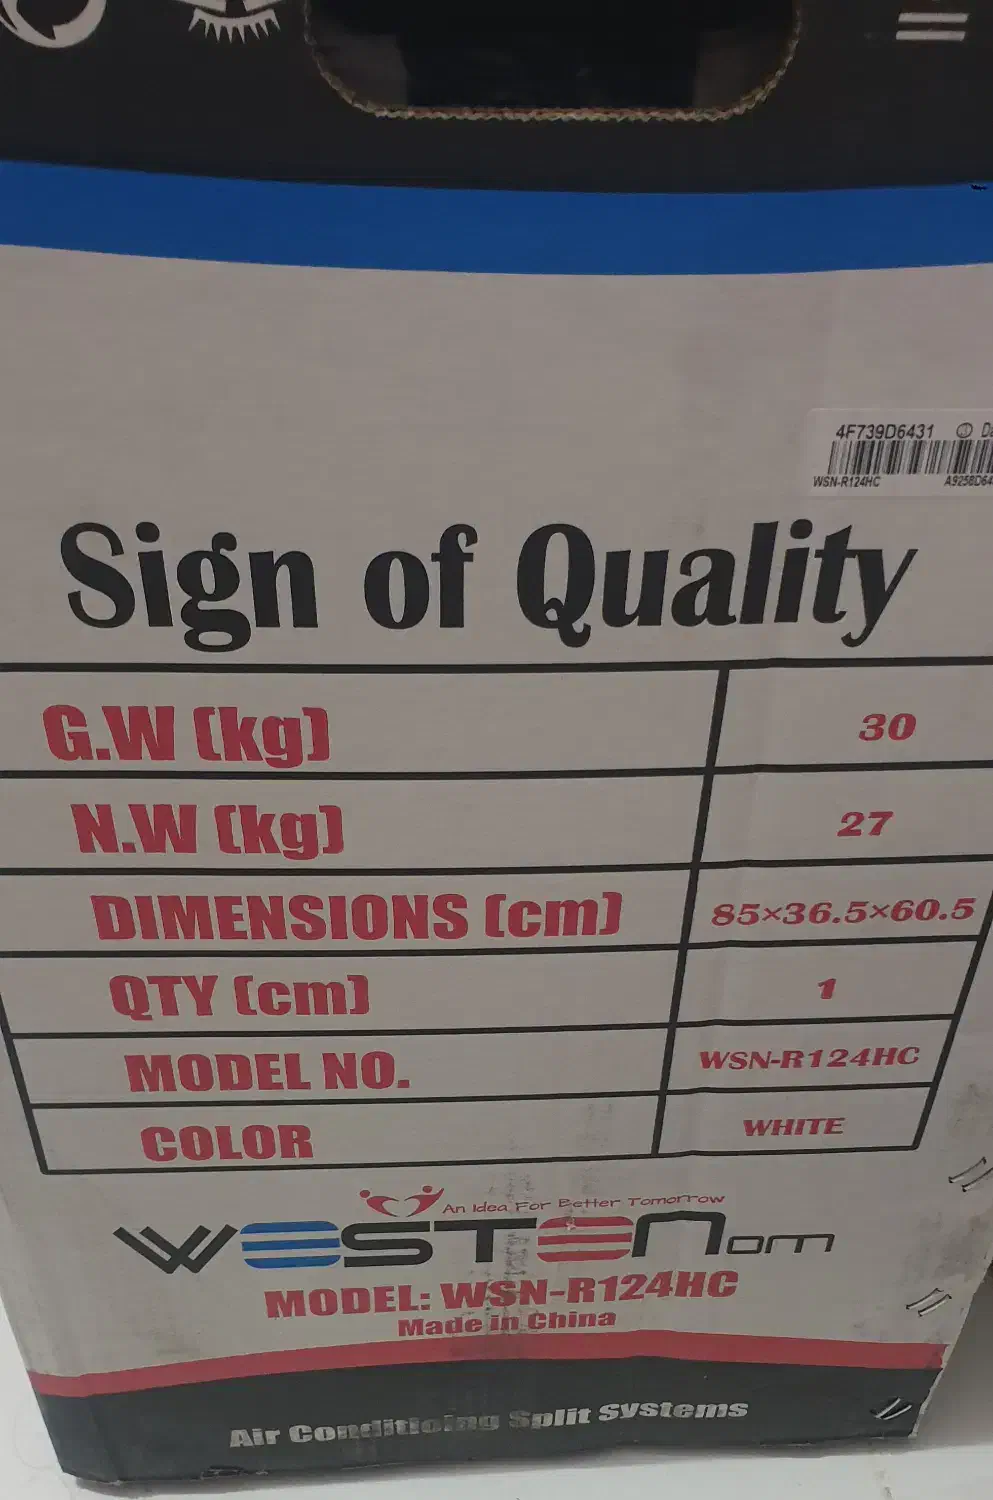 4F739D6431
WSN-R124HC
Sign of Quality
G.W (kg) 30
N.W (kg) 27
DIMENSIONS (cm) 85×36.5×60.5
QTY (cm) 1
MODEL NO. WSN-R124HC
COLOR WHITE
An Idea For Better Tomorrow
WESTENom
MODEL: WSN-R124HC
Made in China
Air Conditioing Split Systems